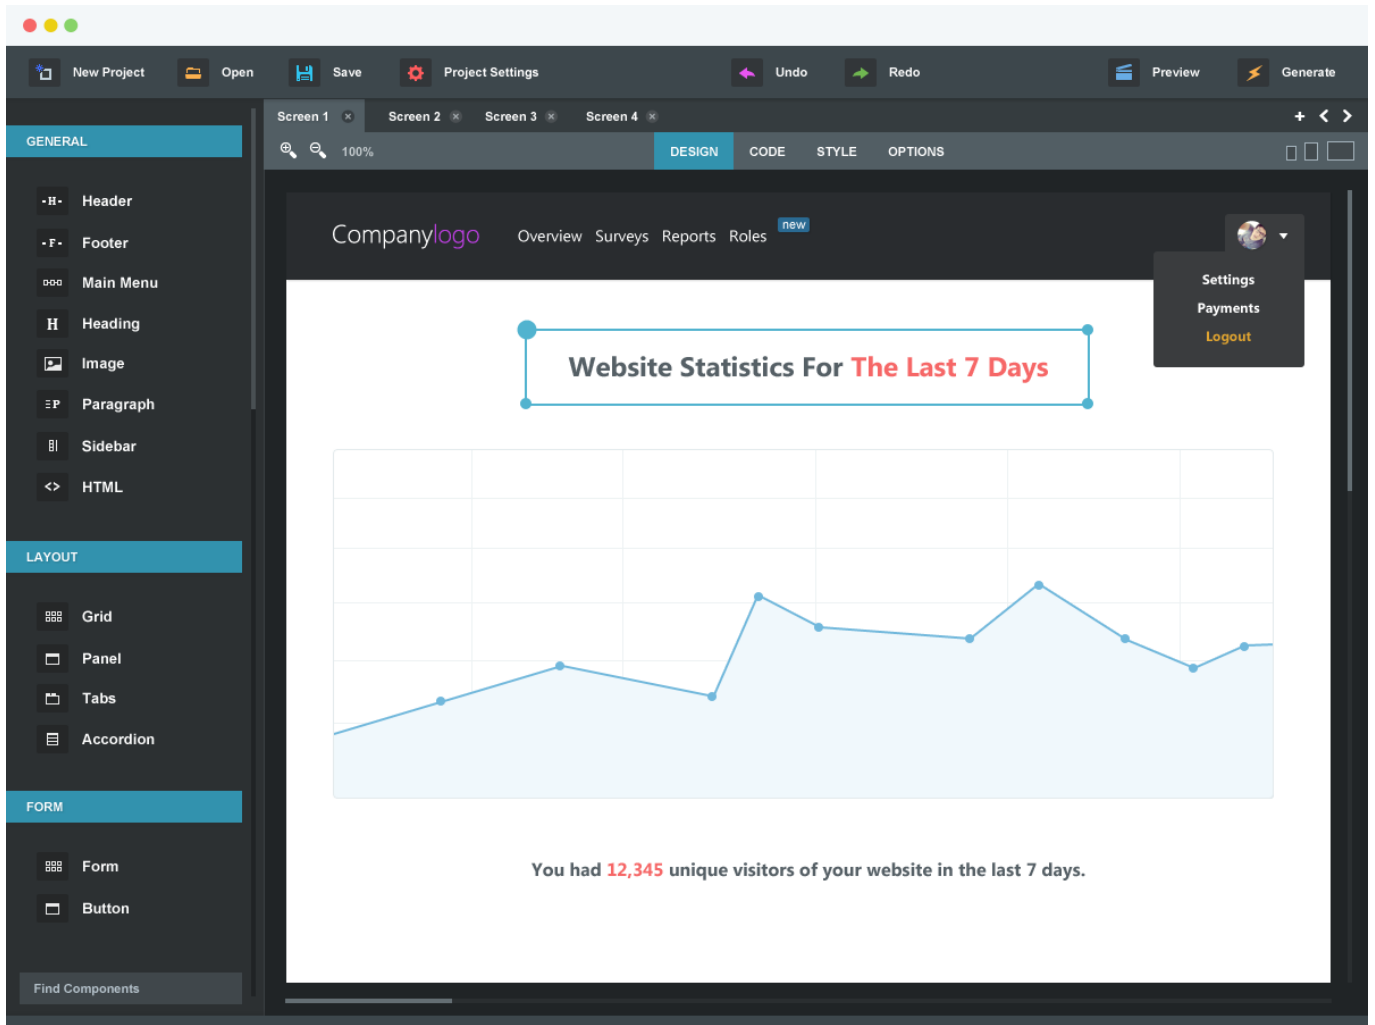 New Project Open Save Project Settings Undo Redo Preview Generate
Screen 1 Screen 2 Screen 3 Screen 4
100% DESIGN CODE STYLE OPTIONS
GENERAL
-H- Header
-F- Footer
Main Menu
H Heading
Image
P Paragraph
Sidebar
<> HTML
LAYOUT
Grid
Panel
Tabs
Accordion
FORM
Form
Button
Find Components
Companylogo Overview Surveys Reports Roles new
Settings
Payments
Logout
Website Statistics For The Last 7 Days
You had 12,345 unique visitors of your website in the last 7 days.